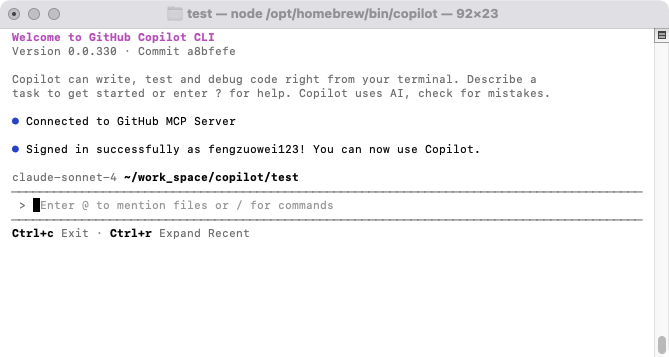 test — node /opt/homebrew/bin/copilot — 92×23
Welcome to GitHub Copilot CLI
Version 0.0.330 · Commit a8bfefe
Copilot can write, test and debug code right from your terminal. Describe a
task to get started or enter ? for help. Copilot uses AI, check for mistakes.
● Connected to GitHub MCP Server
● Signed in successfully as fengzuowei123! You can now use Copilot.
claude-sonnet-4 ~/work_space/copilot/test
> Enter @ to mention files or / for commands
Ctrl+c Exit · Ctrl+r Expand Recent